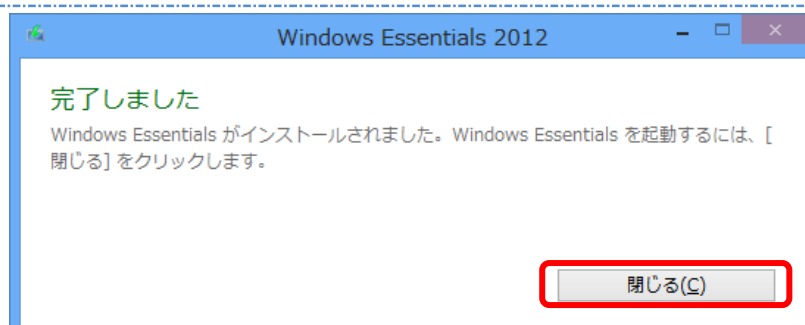 Windows Essentials 2012
完了しました
Windows Essentials がインストールされました。Windows Essentials を起動するには、[
閉じる] をクリックします。
閉じる(C)